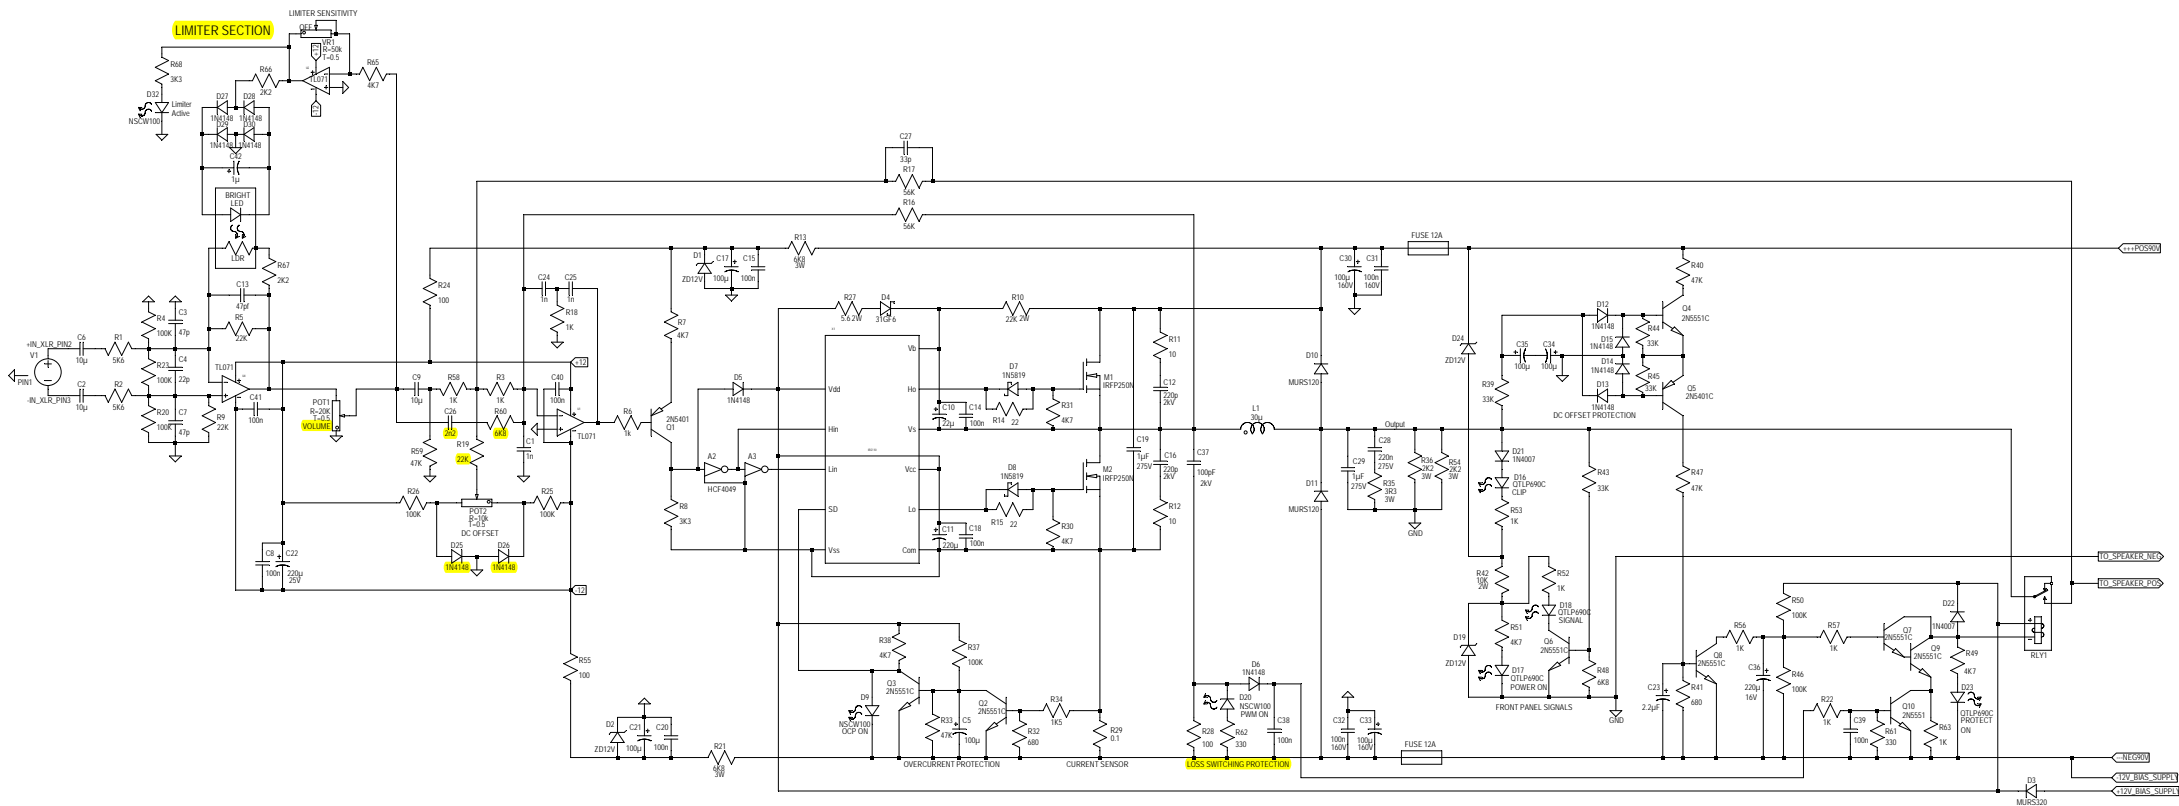 LIMITER SECTION
LIMITER SENSITIVITY
OFF
VR1
R=50k
T=0.5
+12
TL071
-12
R65
4K7
R66
2K2
R68
3K3
D32
NSCW100
Limiter
Active
D27
1N4148
D28
1N4148
D29
1N4148
D30
1N4148
C42
1µ
BRIGHT
LED
LDR
R67
2K2
C13
47pf
R5
22K
+IN_XLR_PIN2
V1
PIN1
-IN_XLR_PIN3
C6
10µ
R1
5K6
C2
10µ
R2
5K6
R4
100K
C3
47p
R23
100K
C4
22p
R20
100K
C7
47p
R9
22K
TL071
C41
100n
POT1
R=20K
T=0.5
VOLUME
C9
10µ
R58
1K
R3
1K
C26
2n2
R60
6K8
R59
47K
R19
22K
C1
1n
R24
100
C24
1n
C25
1n
R18
1K
+12
C40
100n
TL071
R26
100K
POT2
R=10k
T=0.5
DC OFFSET
R25
100K
D25
1N4148
D26
1N4148
C8
100n
C22
220µ
25V
-12
R55
100
C27
33p
R17
56K
R16
56K
R13
6K8
3W
D1
ZD12V
C17
100µ
C15
100n
R7
4K7
R6
1k
2N5401
Q1
R8
3K3
D5
1N4148
A2
A3
HCF4049
R27
5.6 2W
D4
31GF6
R10
22K 2W
Vb
Vdd
Ho
Hin
Vs
Lin
Vcc
SD
Lo
Vss
Com
D7
1N5819
R14
22
R31
4K7
M1
IRFP250N
C10
22µ
C14
100n
D8
1N5819
R15
22
R30
4K7
M2
IRFP250N
C11
220µ
C18
100n
C19
1µF
275V
R11
10
C12
220p
2kV
C16
220p
2kV
R12
10
C37
100pF
2kV
L1
30µ
D10
MURS120
D11
MURS120
C30
100µ
160V
C31
100n
160V
FUSE 12A
+++POS90V
Output
C29
1µF
275V
C28
220n
275V
R35
3R3
3W
R36
2K2
3W
R54
2K2
3W
GND
D24
ZD12V
R39
33K
C35
100µ
C34
100µ
D12
1N4148
D15
1N4148
D14
1N4148
D13
1N4148
R44
33K
R45
33K
R40
47K
Q4
2N5551C
Q5
2N5401C
DC OFFSET PROTECTION
D21
1N4007
D16
QTLP690C
CLIP
R53
1K
R43
33K
R47
47K
R42
10K
2W
R52
1K
D18
QTLP690C
SIGNAL
D19
ZD12V
R51
4K7
Q6
2N5551C
D17
QTLP690C
POWER ON
R48
6K8
FRONT PANEL SIGNALS
GND
TO_SPEAKER_NEG
TO_SPEAKER_POS
R50
100K
D22
1N4007
RLY1
R56
1K
R57
1K
Q7
2N5551C
Q9
2N5551C
Q8
2N5551C
C23
2.2µF
R41
680
C36
220µ
16V
R46
100K
R49
4K7
D23
QTLP690C
PROTECT
ON
R22
1K
Q10
2N5551
C39
100n
R61
330
R63
1K
D2
ZD12V
C21
100µ
C20
100n
R21
6K8
3W
R38
4K7
R37
100K
Q3
2N5551C
D9
NSCW100
OCP ON
R33
47K
C5
100µ
Q2
2N5551C
R32
680
R34
1K5
R29
0.1
OVERCURRENT PROTECTION
CURRENT SENSOR
D6
1N4148
D20
NSCW100
PWM ON
R28
100
R62
330
C38
100n
LOSS SWITCHING PROTECTION
C32
100n
160V
C33
100µ
160V
FUSE 12A
---NEG90V
-12V_BIAS_SUPPLY
+12V_BIAS_SUPPLY
D3
MURS320